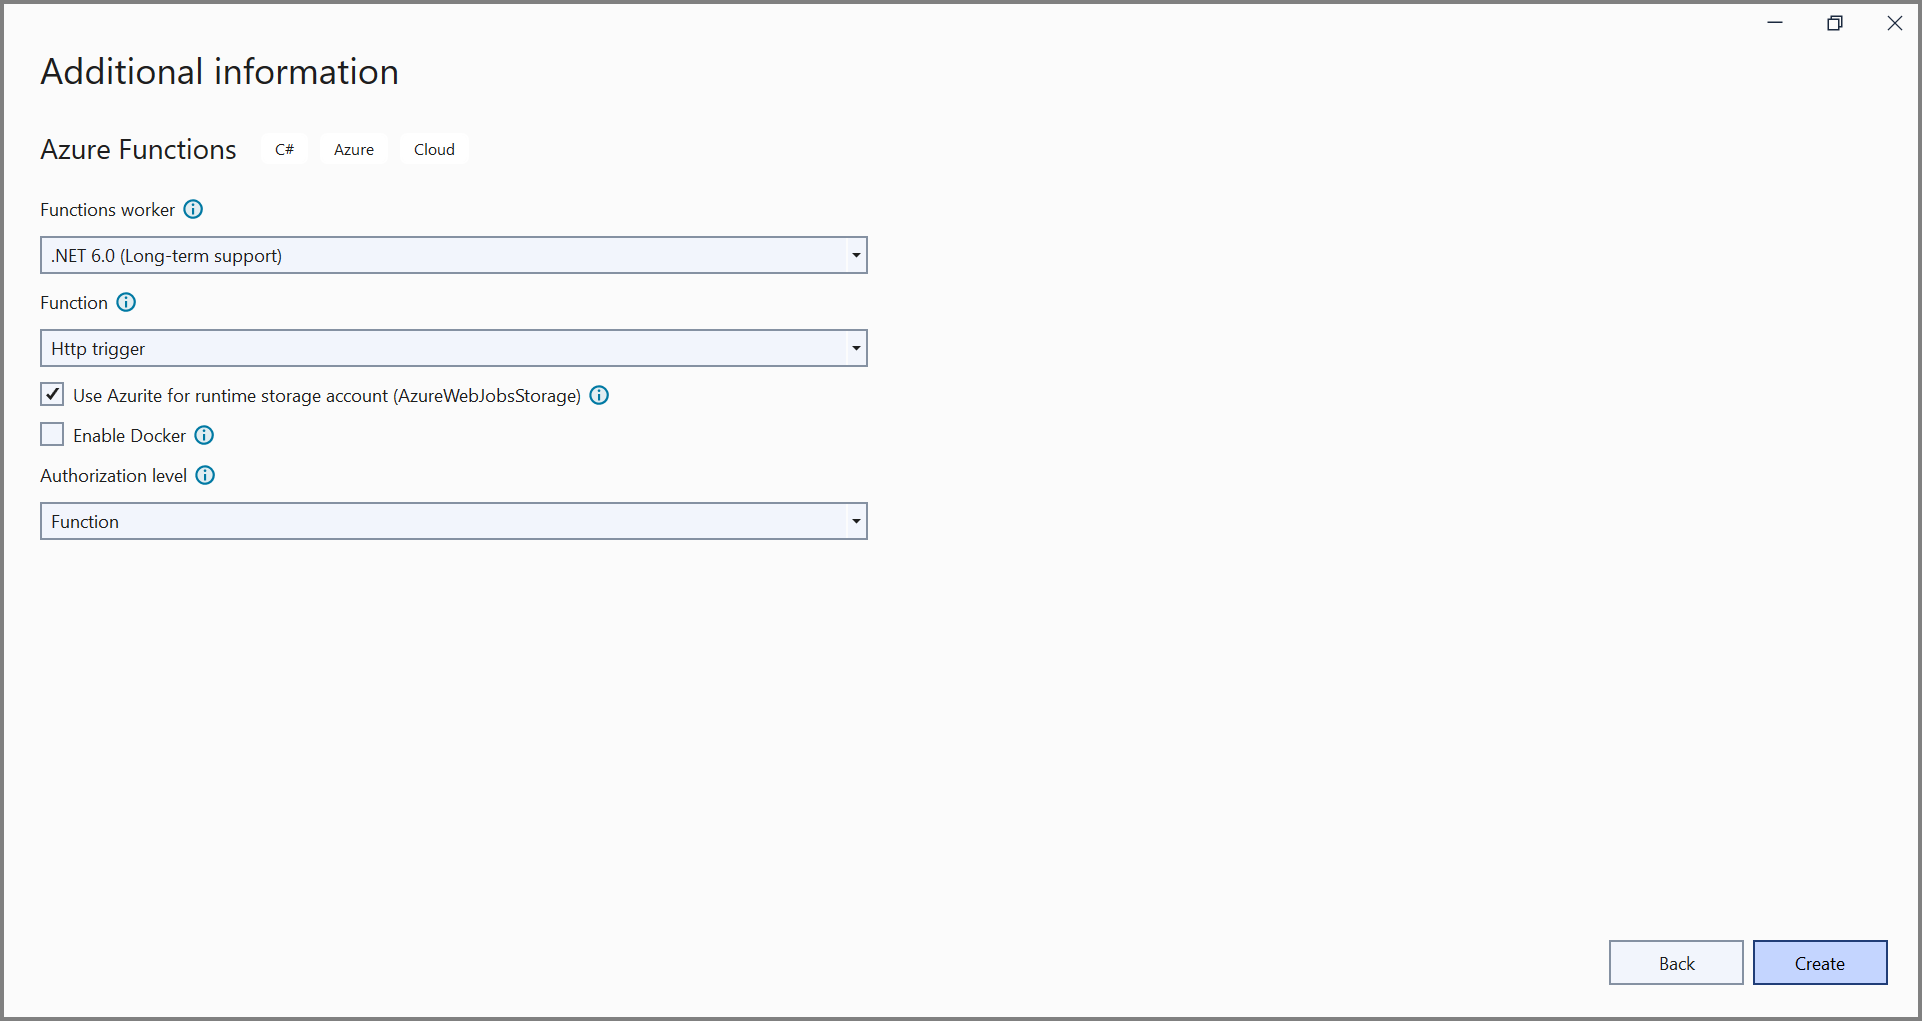 Additional information
Azure Functions C# Azure Cloud
Functions worker
.NET 6.0 (Long-term support)
Function
Http trigger
Use Azurite for runtime storage account (AzureWebJobsStorage)
Enable Docker
Authorization level
Function
Back Create